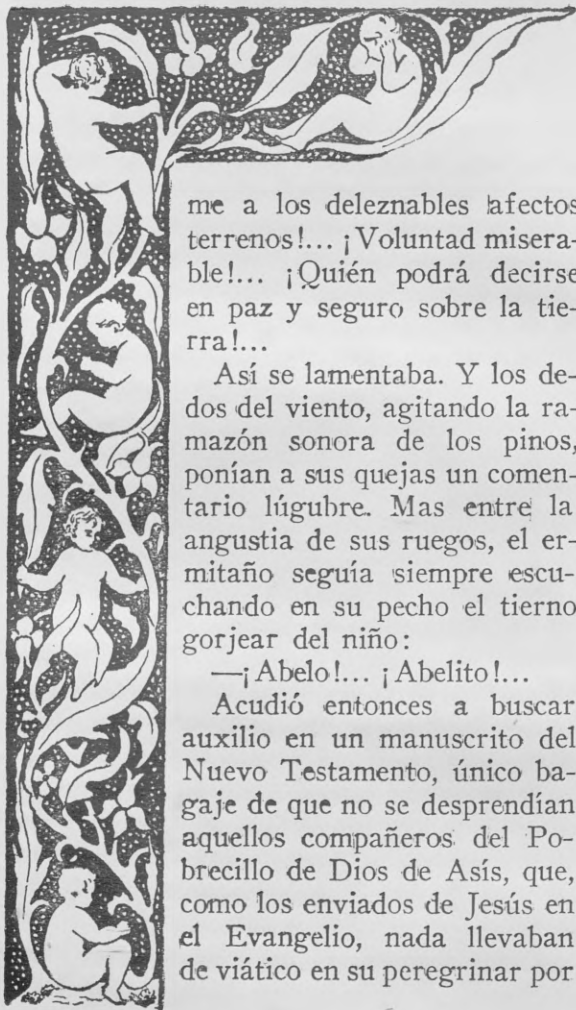 me a los deleznables afectos
terrenos!... ¡Voluntad misera-
ble!... ¡Quién podrá decirse
en paz y seguro sobre la tie-
rra!...
Así se lamentaba. Y los de-
dos del viento, agitando la ra-
mazón sonora de los pinos,
ponían a sus quejas un comen-
tario lúgubre. Mas entre la
angustia de sus ruegos, el er-
mitaño seguía siempre escu-
chando en su pecho el tierno
gorjear del niño:
—¡Abelo!... ¡Abelito!...
Acudió entonces a buscar
auxilio en un manuscrito del
Nuevo Testamento, único ba-
gaje de que no se desprendían
aquellos compañeros del Po-
brecillo de Dios de Asís, que,
como los enviados de Jesús en
el Evangelio, nada llevaban
de viático en su peregrinar por